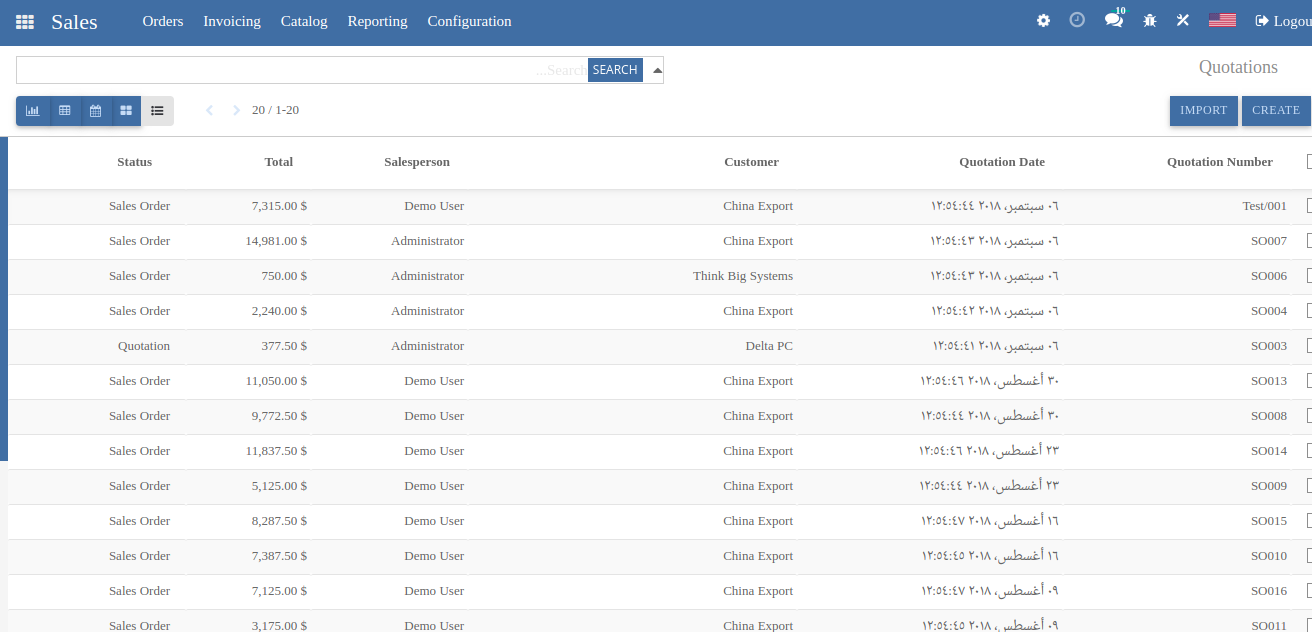 Sales Orders Invoicing Catalog Reporting Configuration 10
Search... SEARCH
Quotations
20 / 1-20
IMPORT CREATE
Status Total Salesperson Customer Quotation Date Quotation Number
Sales Order 7,315.00 $ Demo User China Export ٠٦ سبتمبر، ٢٠١٨ ١٢:٥٤:٤٤ Test/001
Sales Order 14,981.00 $ Administrator China Export ٠٦ سبتمبر، ٢٠١٨ ١٢:٥٤:٤٣ SO007
Sales Order 750.00 $ Administrator Think Big Systems ٠٦ سبتمبر، ٢٠١٨ ١٢:٥٤:٤٣ SO006
Sales Order 2,240.00 $ Administrator China Export ٠٦ سبتمبر، ٢٠١٨ ١٢:٥٤:٤٢ SO004
Quotation 377.50 $ Administrator Delta PC ٠٦ سبتمبر، ٢٠١٨ ١٢:٥٤:٤١ SO003
Sales Order 11,050.00 $ Demo User China Export ٣٠ أغسطس، ٢٠١٨ ١٢:٥٤:٤٦ SO013
Sales Order 9,772.50 $ Demo User China Export ٣٠ أغسطس، ٢٠١٨ ١٢:٥٤:٤٤ SO008
Sales Order 11,837.50 $ Demo User China Export ٢٣ أغسطس، ٢٠١٨ ١٢:٥٤:٤٦ SO014
Sales Order 5,125.00 $ Demo User China Export ٢٣ أغسطس، ٢٠١٨ ١٢:٥٤:٤٤ SO009
Sales Order 8,287.50 $ Demo User China Export ١٦ أغسطس، ٢٠١٨ ١٢:٥٤:٤٧ SO015
Sales Order 7,387.50 $ Demo User China Export ١٦ أغسطس، ٢٠١٨ ١٢:٥٤:٤٥ SO010
Sales Order 7,125.00 $ Demo User China Export ٠٩ أغسطس، ٢٠١٨ ١٢:٥٤:٤٧ SO016
Sales Order 3,175.00 $ Demo User China Export ٠٩ أغسطس، ٢٠١٨ ١٢:٥٤:٤٥ SO011